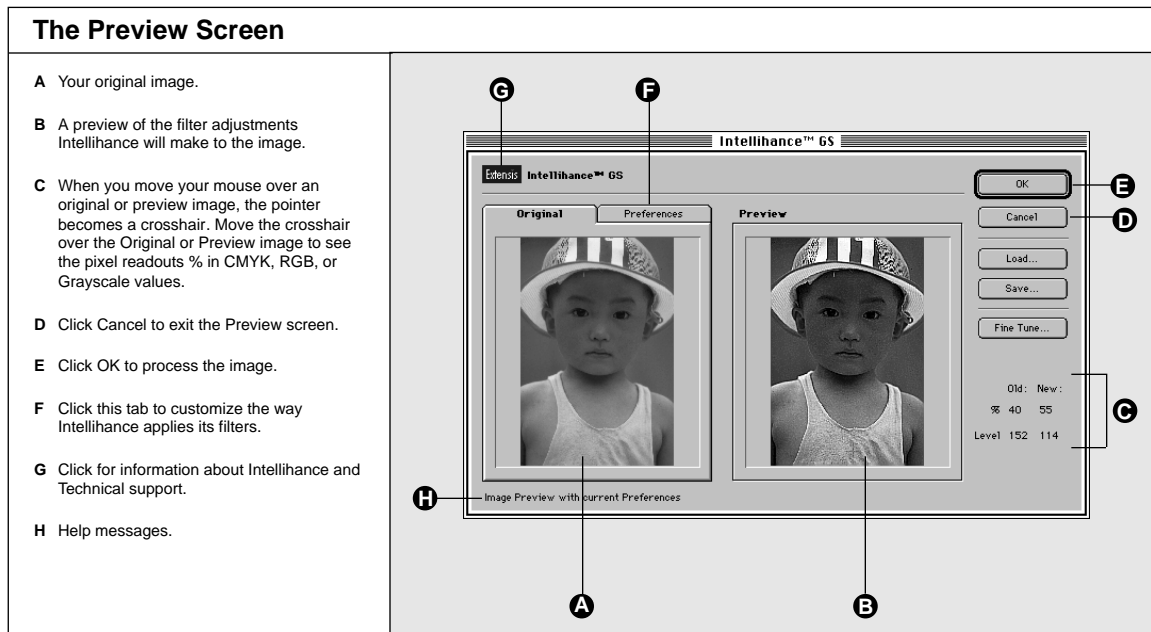 The Preview Screen
A Your original image.
B A preview of the filter adjustments
Intellihance will make to the image.
C When you move your mouse over an
original or preview image, the pointer
becomes a crosshair. Move the crosshair
over the Original or Preview image to see
the pixel readouts % in CMYK, RGB, or
Grayscale values.
D Click Cancel to exit the Preview screen.
E Click OK to process the image.
F Click this tab to customize the way
Intellihance applies its filters.
G Click for information about Intellihance and
Technical support.
H Help messages.
G
F
Intellihance™ GS
Extensis Intellihance™ GS
OK
E
Original
Preferences
Preview
Cancel
D
Load...
Save...
Fine Tune...
Old: New:
% 40 55
C
Level 152 114
H
Image Preview with current Preferences
A
B